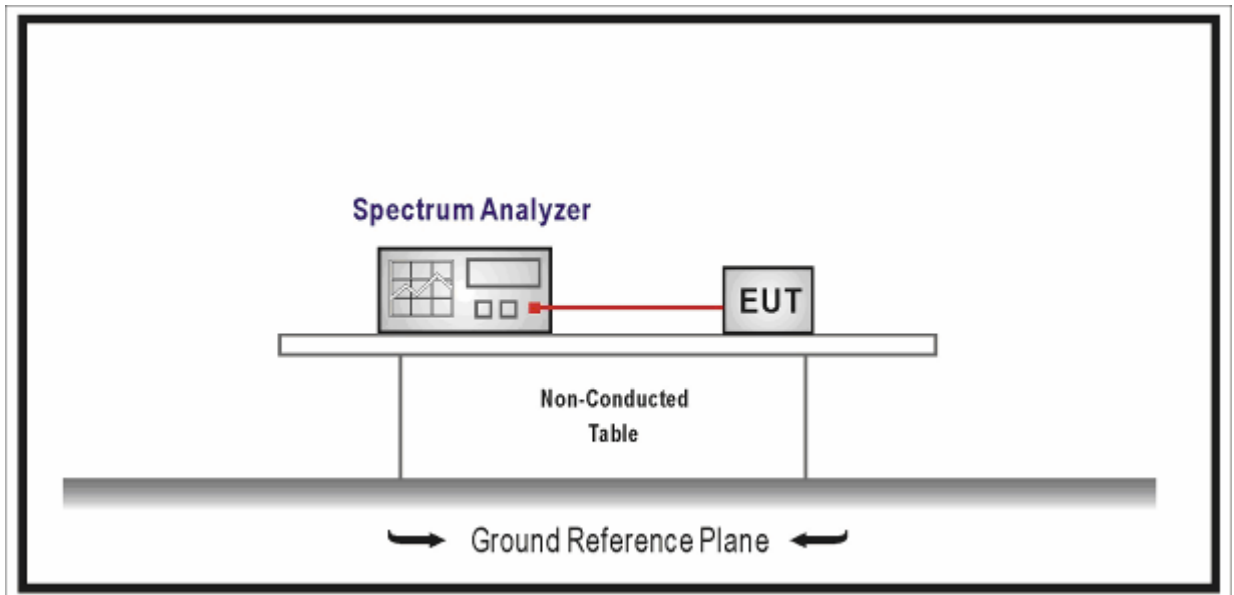 Spectrum Analyzer
EUT
Non-Conducted
Table
Ground Reference Plane